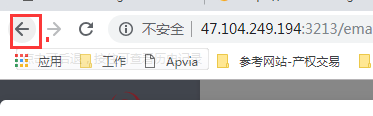 不安全 | 47.104.249.194:3213/ema
应用 工作 Apvia 参考网站-产权交易